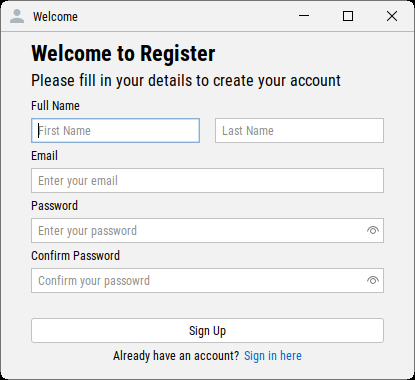 Welcome
Welcome to Register
Please fill in your details to create your account
Full Name
First Name Last Name
Email
Enter your email
Password
Enter your password
Confirm Password
Confirm your passowrd
Sign Up
Already have an account? Sign in here